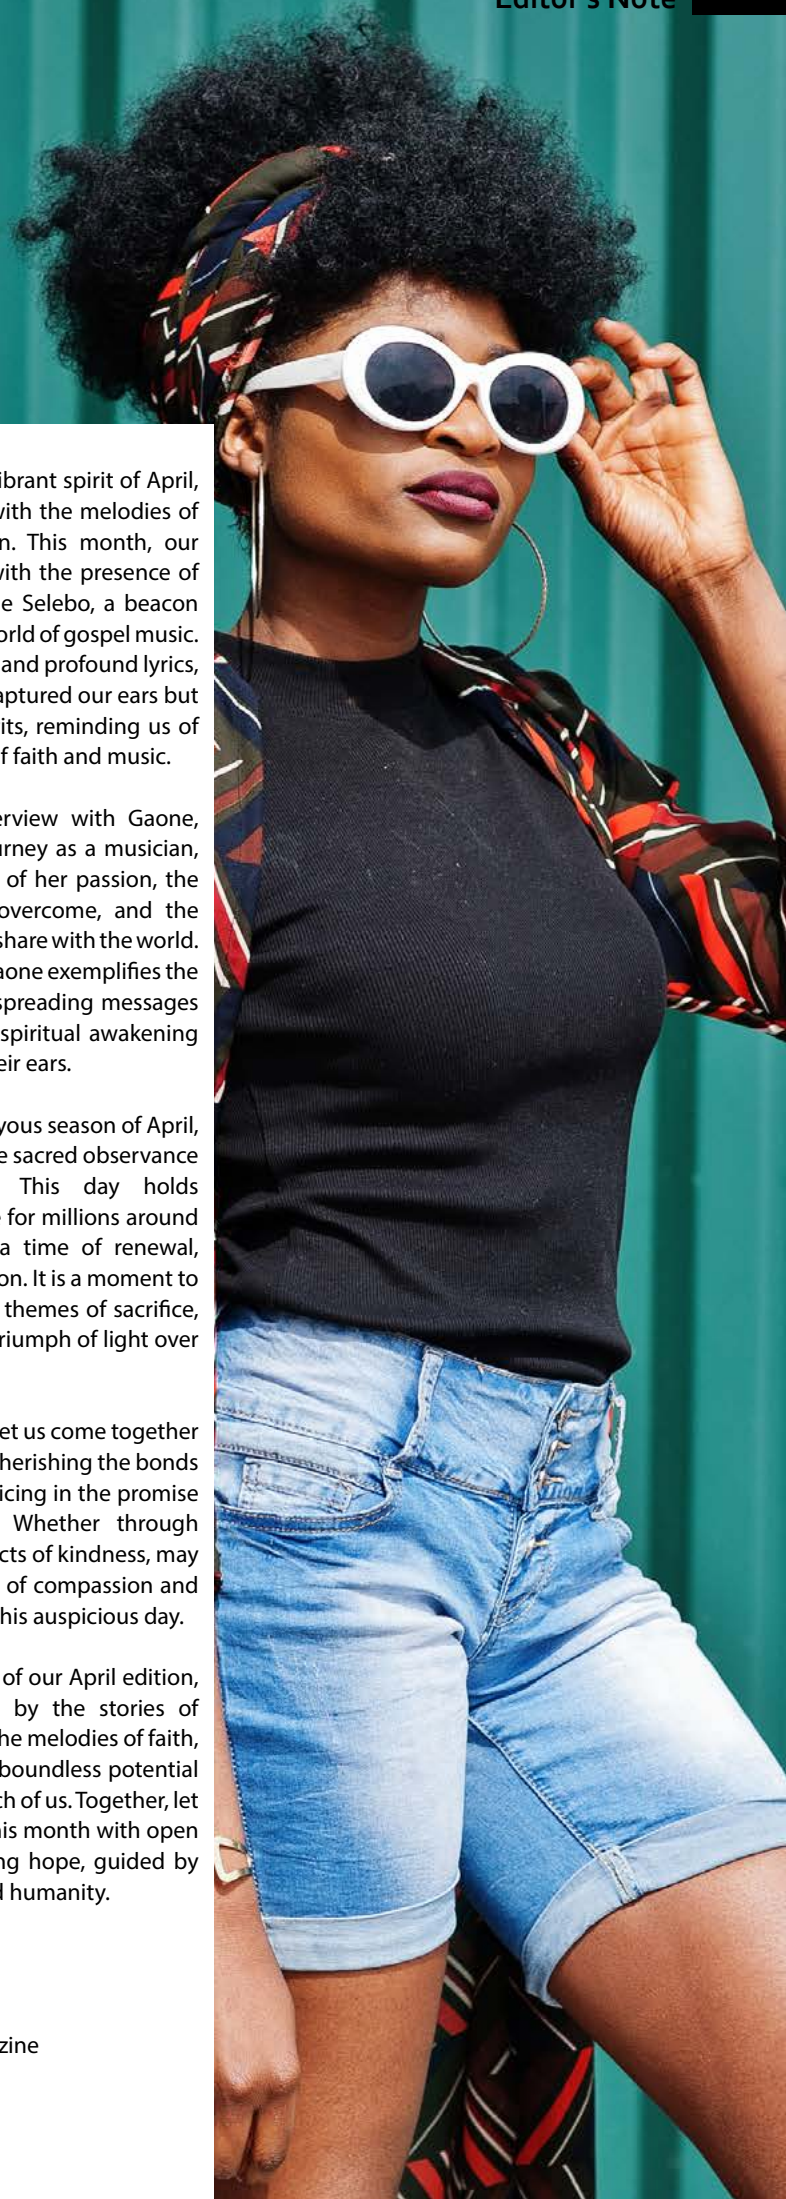 Editor's Note
ibrant spirit of April,
with the melodies of
n. This month, our
with the presence of
e Selebo, a beacon
orld of gospel music.
and profound lyrics,
aptured our ears but
its, reminding us of
f faith and music.
erview with Gaone,
urney as a musician,
of her passion, the
overcome, and the
share with the world.
aone exemplifies the
spreading messages
spiritual awakening
eir ears.
yous season of April,
e sacred observance
This day holds
for millions around
a time of renewal,
on. It is a moment to
themes of sacrifice,
riumph of light over
et us come together
herishing the bonds
icing in the promise
Whether through
cts of kindness, may
of compassion and
his auspicious day.
of our April edition,
by the stories of
he melodies of faith,
boundless potential
ch of us. Together, let
his month with open
ng hope, guided by
d humanity.
zine